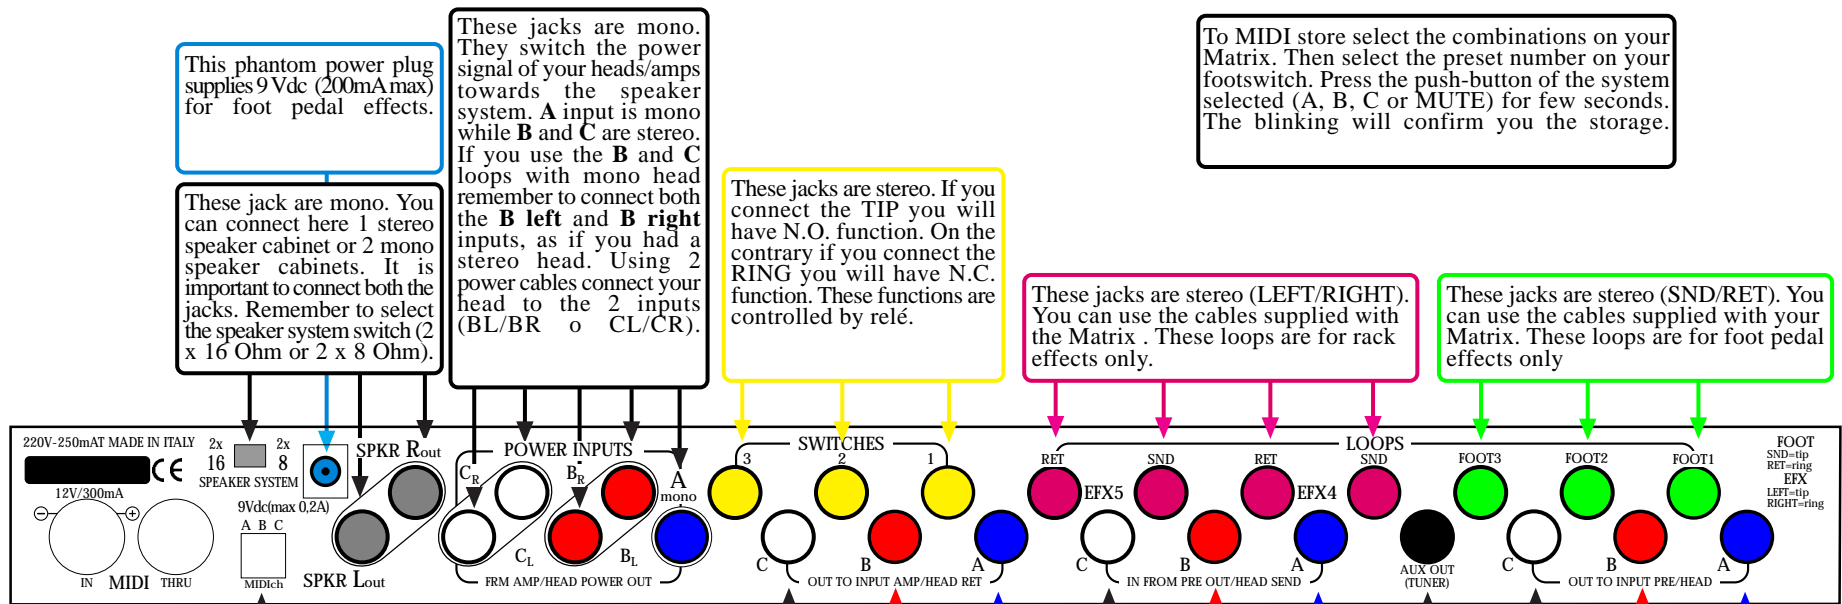 This phantom power plug
supplies 9 Vdc (200mA max)
for foot pedal effects.
These jack are mono. You
can connect here 1 stereo
speaker cabinet or 2 mono
speaker cabinets. It is
important to connect both the
jacks. Remember to select
the speaker system switch (2
x 16 Ohm or 2 x 8 Ohm).
These jacks are mono.
They switch the power
signal of your heads/amps
towards the speaker
system. A input is mono
while B and C are stereo.
If you use the B and C
loops with mono head
remember to connect both
the B left and B right
inputs, as if you had a
stereo head. Using 2
power cables connect your
head to the 2 inputs
(BL/BR o CL/CR).
These jacks are stereo. If you
connect the TIP you will
have N.O. function. On the
contrary if you connect the
RING you will have N.C.
function. These functions are
controlled by relé.
To MIDI store select the combinations on your
Matrix. Then select the preset number on your
footswitch. Press the push-button of the system
selected (A, B, C or MUTE) for few seconds.
The blinking will confirm you the storage.
These jacks are stereo (LEFT/RIGHT).
You can use the cables supplied with
the Matrix . These loops are for rack
effects only.
These jacks are stereo (SND/RET). You
can use the cables supplied with your
Matrix. These loops are for foot pedal
effects only
220V-250mAT MADE IN ITALY
CE
12V/300mA
IN MIDI THRU
2x 2x
16 8
SPEAKER SYSTEM
9Vdc(max 0,2A)
A B C
MIDIch
SPKR Rout
SPKR Lout
POWER INPUTS
CR BR A
mono
CL BL
FRM AMP/HEAD POWER OUT
SWITCHES
3 2 1
C B A
OUT TO INPUT AMP/HEAD RET
LOOPS
RET SND RET SND FOOT3 FOOT2 FOOT1
EFX5 EFX4
C B A
IN FROM PRE OUT/HEAD SEND
AUX OUT
(TUNER)
C B A
OUT TO INPUT PRE/HEAD
FOOT
SND=tip
RET=ring
EFX
LEFT=tip
RIGHT=ring